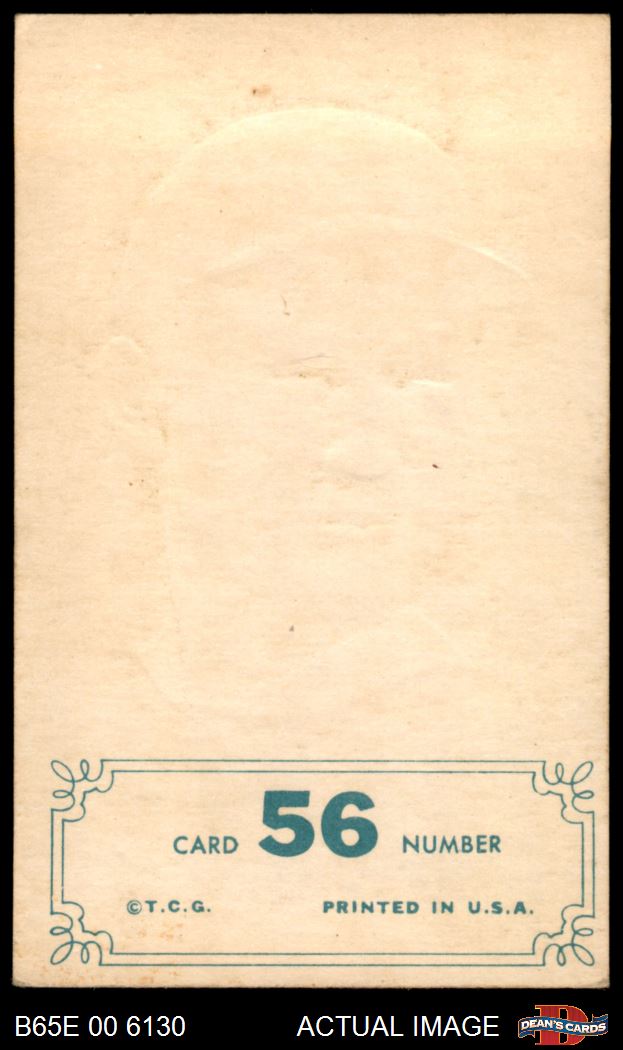 CARD 56 NUMBER
©T.C.G. PRINTED IN U.S.A.
B65E 00 6130 ACTUAL IMAGE DEAN'S CARDS